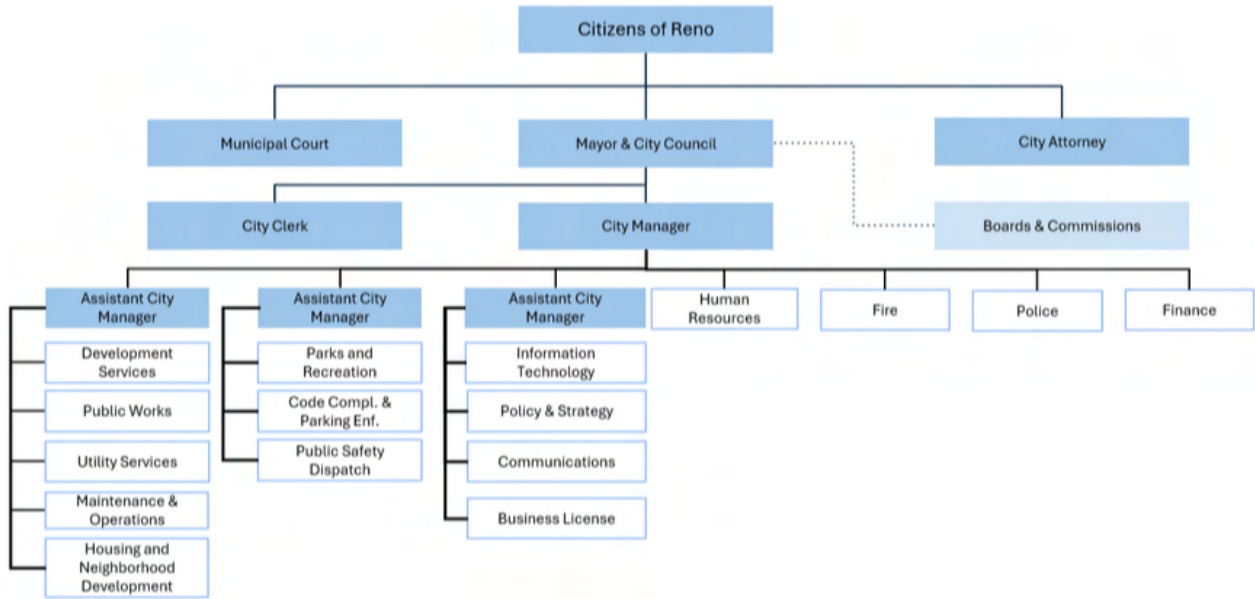 Citizens of Reno
Municipal Court
Mayor & City Council
City Attorney
City Clerk
City Manager
Boards & Commissions
Assistant City
Manager
Development
Services
Public Works
Utility Services
Maintenance &
Operations
Housing and
Neighborhood
Development
Assistant City
Manager
Parks and
Recreation
Code Compl. &
Parking Enf.
Public Safety
Dispatch
Assistant City
Manager
Information
Technology
Policy & Strategy
Communications
Business License
Human
Resources
Fire
Police
Finance